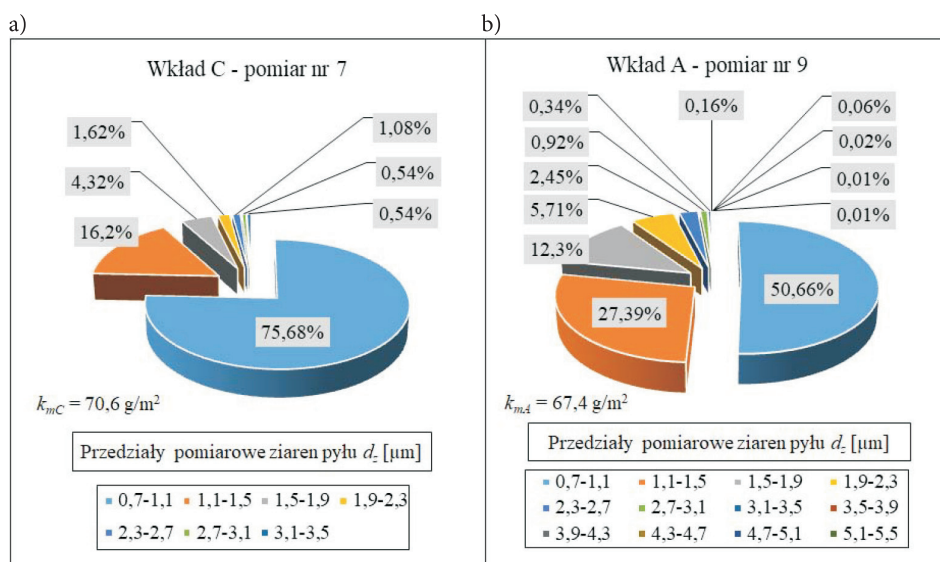 a)
Wkład C - pomiar nr 7
1,62%
1,08%
4,32%
0,54%
16,2%
0,54%
75,68%
k_mC = 70,6 g/m²
Przedziały pomiarowe ziaren pyłu d_z [µm]
0,7-1,1 1,1-1,5 1,5-1,9 1,9-2,3
2,3-2,7 2,7-3,1 3,1-3,5
b)
Wkład A - pomiar nr 9
0,34% 0,16% 0,06%
0,92% 0,02%
2,45% 0,01%
5,71% 0,01%
12,3%
50,66%
27,39%
k_mA = 67,4 g/m²
Przedziały pomiarowe ziaren pyłu d_z [µm]
0,7-1,1 1,1-1,5 1,5-1,9 1,9-2,3
2,3-2,7 2,7-3,1 3,1-3,5 3,5-3,9
3,9-4,3 4,3-4,7 4,7-5,1 5,1-5,5